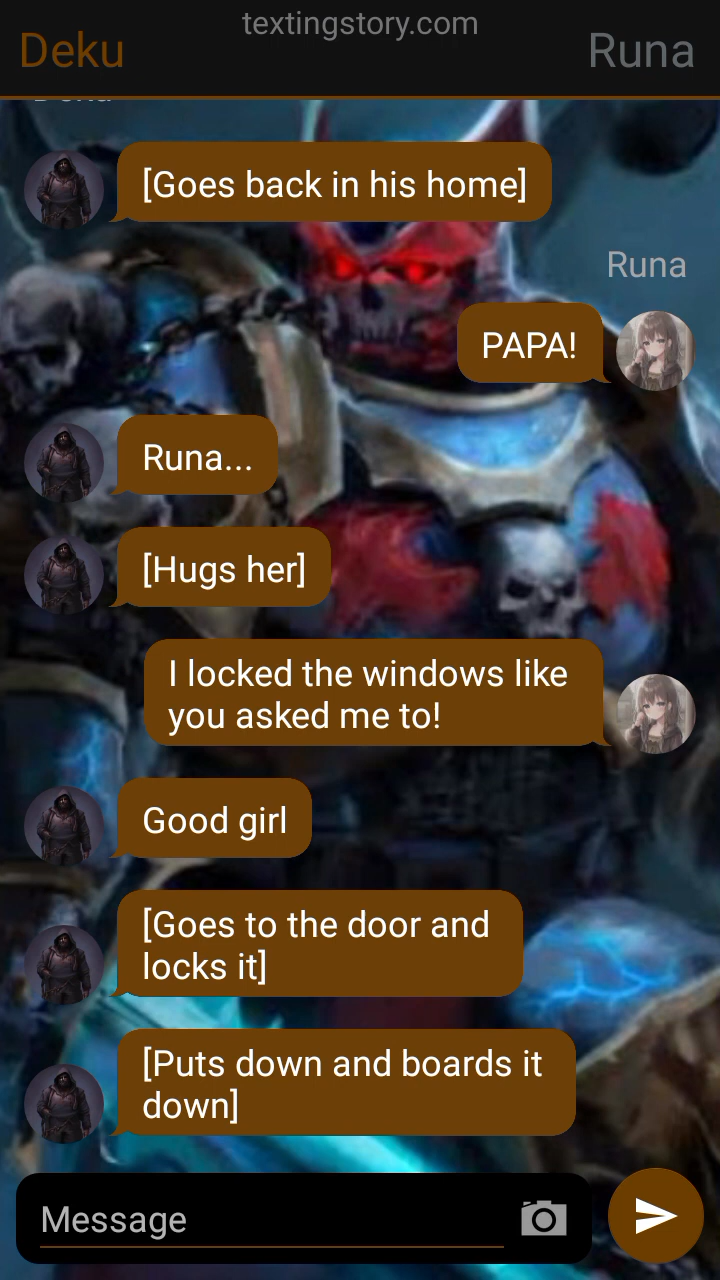 textingstory.com
Deku
Runa
[Goes back in his home]
Runa
PAPA!
Runa...
[Hugs her]
I locked the windows like
you asked me to!
Good girl
[Goes to the door and
locks it]
[Puts down and boards it
down]
Message